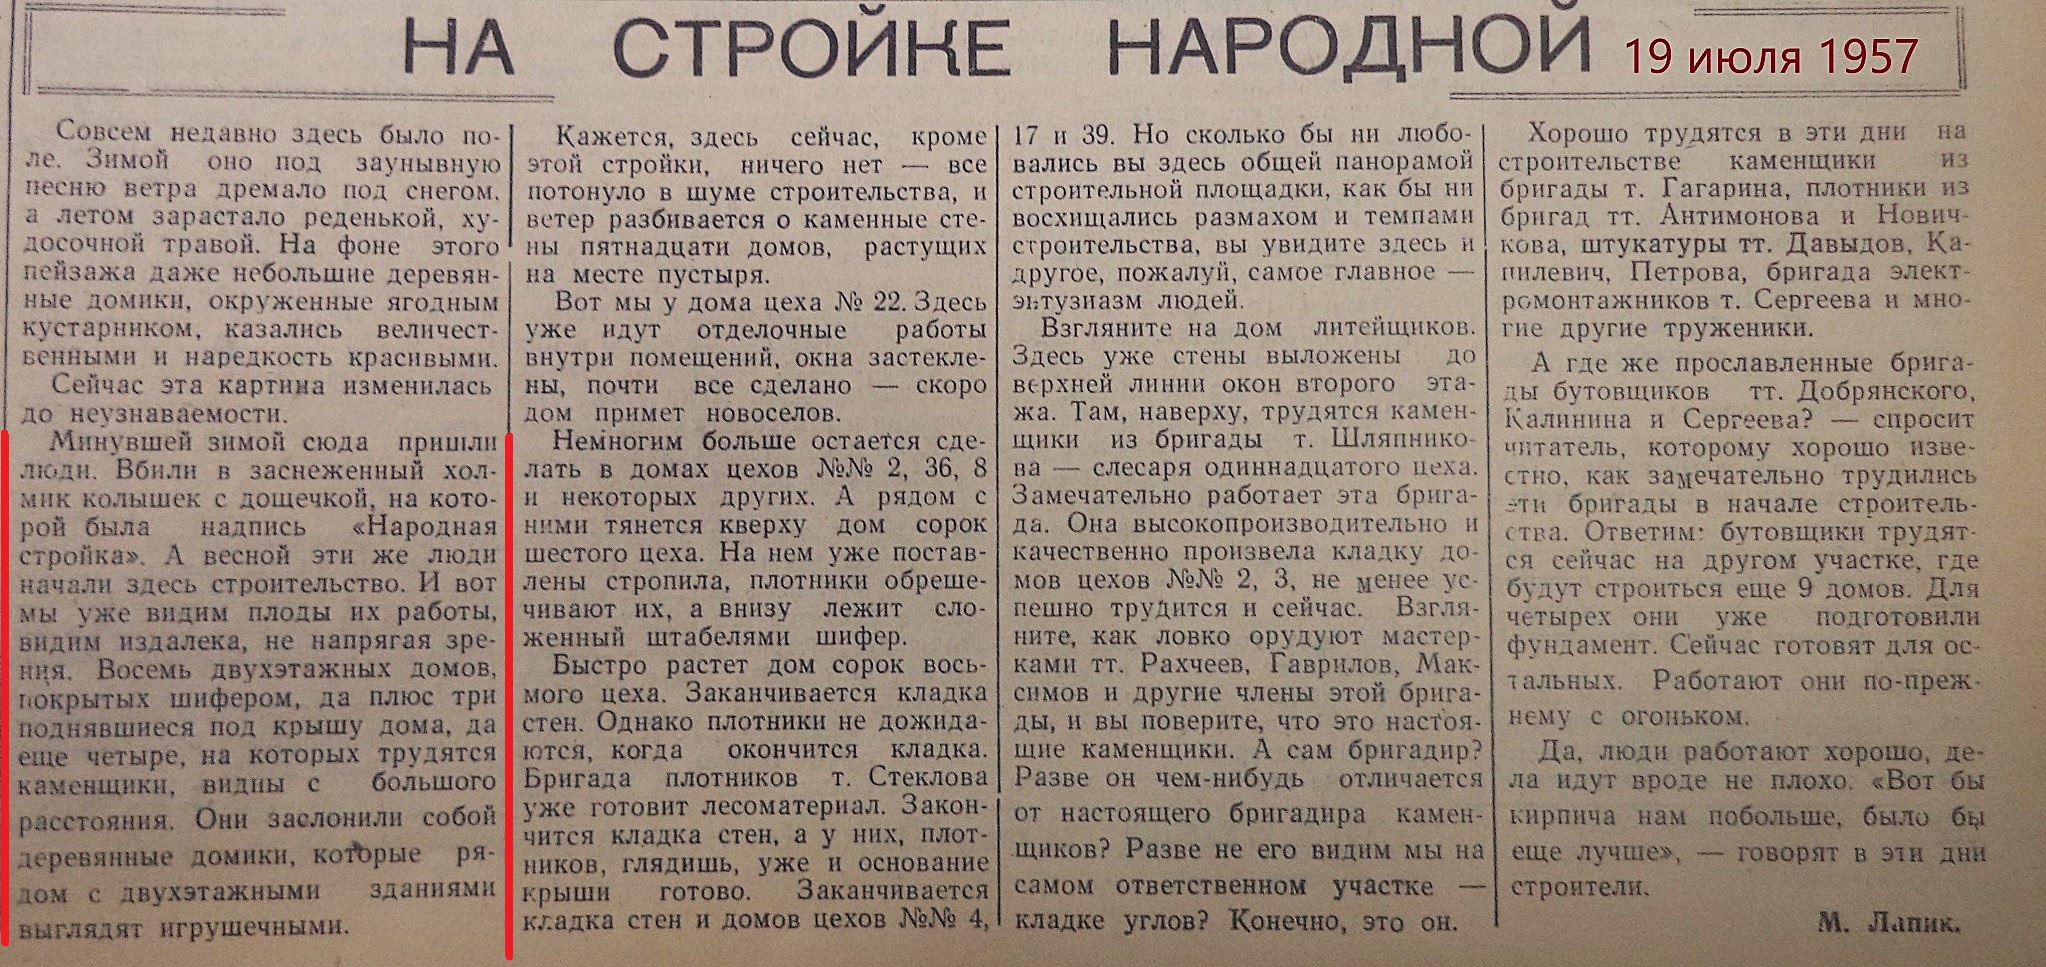 НА СТРОЙКЕ НАРОДНОЙ
19 июля 1957
Совсем недавно здесь было по-
ле. Зимой оно под заунывную
песню ветра дремало под снегом,
а летом зарастало реденькой, ху-
досочной травой. На фоне этого
пейзажа даже небольшие деревян-
ные домики, окруженные ягодным
кустарником, казались величест-
венными и наредкость красивыми.
Сейчас эта картина изменилась
до неузнаваемости.
Минувшей зимой сюда пришли
люди. Вбили в заснеженный хол-
мик колышек с дощечкой, на кото-
рой была надпись «Народная
стройка». А весной эти же люди
начали здесь строительство. И вот
мы уже видим плоды их работы,
видим издалека, не напрягая зре-
ния. Восемь двухэтажных домов,
покрытых шифером, да плюс три
поднявшиеся под крышу дома, да
еще четыре, на которых трудятся
каменщики, видны с большого
расстояния. Они заслонили собой
деревянные домики, которые ря-
дом с двухэтажными зданиями
выглядят игрушечными.
Кажется, здесь сейчас, кроме
этой стройки, ничего нет — все
потонуло в шуме строительства, и
ветер разбивается о каменные сте-
ны пятнадцати домов, растущих
на месте пустыря.
Вот мы у дома цеха № 22. Здесь
уже идут отделочные работы
внутри помещений, окна застекле-
ны, почти все сделано — скоро
дом примет новоселов.
Немногим больше остается сде-
лать в домах цехов №№ 2, 36, 8
и некоторых других. А рядом с
ними тянется кверху дом сорок
шестого цеха. На нем уже постав-
лены стропила, плотники обреше-
чивают их, а внизу лежит сло-
женный штабелями шифер.
Быстро растет дом сорок вось-
мого цеха. Заканчивается кладка
стен. Однако плотники не дожида-
ются, когда окончится кладка.
Бригада плотников т. Стеклова
уже готовит лесоматериал. Закон-
чится кладка стен, а у них, плот-
ников, глядишь, уже и основание
крыши готово. Заканчивается
кладка стен и домов цехов №№ 4,
17 и 39. Но сколько бы ни любо-
вались вы здесь общей панорамой
строительной площадки, как бы ни
восхищались размахом и темпами
строительства, вы увидите здесь и
другое, пожалуй, самое главное —
энтузиазм людей.
Взгляните на дом литейщиков.
Здесь уже стены выложены до
верхней линии окон второго эта-
жа. Там, наверху, трудятся камен-
щики из бригады т. Шляпнико-
ва — слесаря одиннадцатого цеха.
Замечательно работает эта брига-
да. Она высокопроизводительно и
качественно произвела кладку до-
мов цехов №№ 2, 3, не менее ус-
пешно трудится и сейчас. Взгля-
ните, как ловко орудуют мастер-
ками тт. Рахчеев, Гаврилов, Мак-
симов и другие члены этой брига-
ды, и вы поверите, что это настоя-
щие каменщики. А сам бригадир?
Разве он чем-нибудь отличается
от настоящего бригадира камен-
щиков? Разве не его видим мы на
самом ответственном участке —
кладке углов? Конечно, это он.
Хорошо трудятся в эти дни на
строительстве каменщики из
бригады т. Гагарина, плотники из
бригад тт. Антимонова и Нович-
кова, штукатуры тт. Давыдов, Ка-
пилевич, Петрова, бригада элект-
ромонтажников т. Сергеева и мно-
гие другие труженики.
А где же прославленные брига-
ды бутовщиков тт. Добрянского,
Калинина и Сергеева? — спросит
читатель, которому хорошо изве-
стно, как замечательно трудились
эти бригады в начале строитель-
ства. Ответим: бутовщики трудят-
ся сейчас на другом участке, где
будут строиться еще 9 домов. Для
четырех они уже подготовили
фундамент. Сейчас готовят для ос-
тальных. Работают они по-преж-
нему с огоньком.
Да, люди работают хорошо, де-
ла идут вроде не плохо. «Вот бы
кирпича нам побольше, было бы
еще лучше», — говорят в эти дни
строители.
М. Лапик.